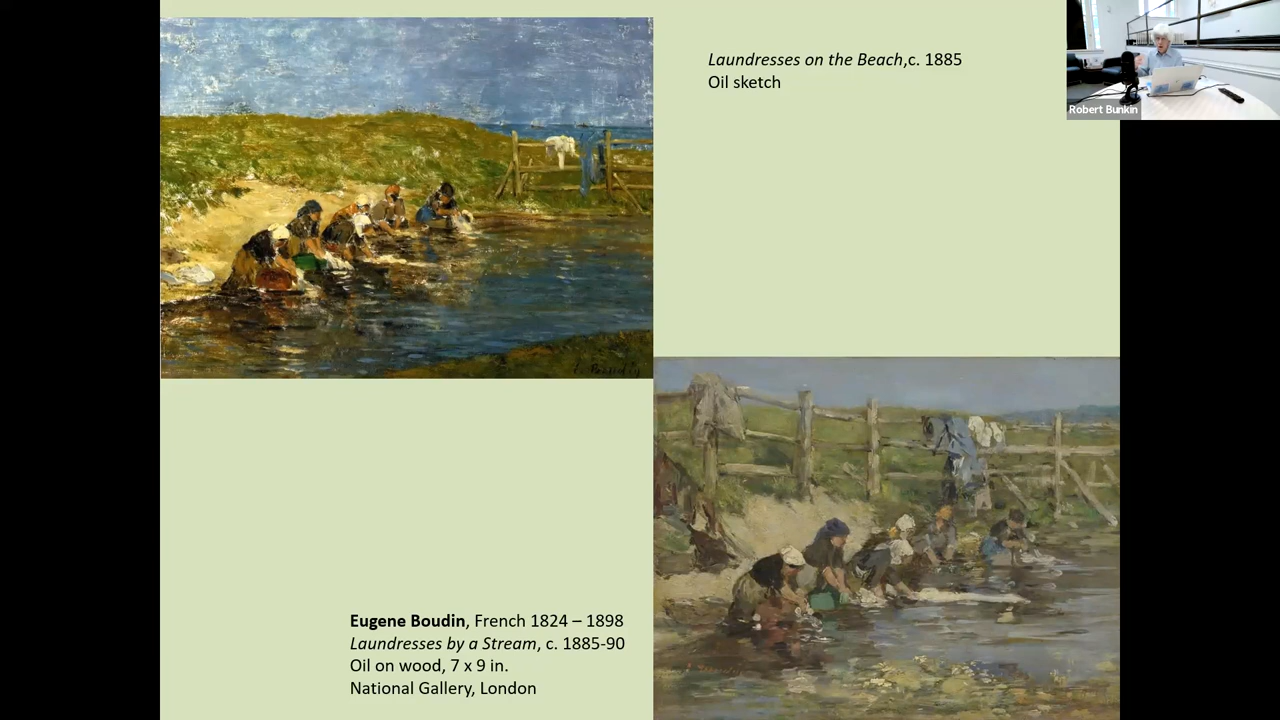 Laundresses on the Beach,c. 1885
Oil sketch
Robert Bunkin
Eugene Boudin, French 1824 – 1898
Laundresses by a Stream, c. 1885-90
Oil on wood, 7 x 9 in.
National Gallery, London